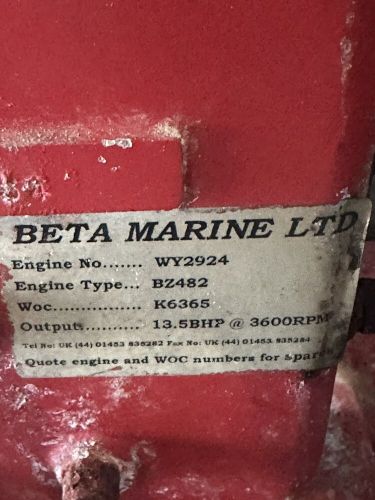 BETA MARINE LTD
Engine No....... WY2924
Engine Type... BZ482
Woc............... K6365
Output.......... 13.5BHP @ 3600RPM
Tel No: UK (44) 01453 835282 Fax No: UK (44) 01453 835284
Quote engine and WOC numbers for spares